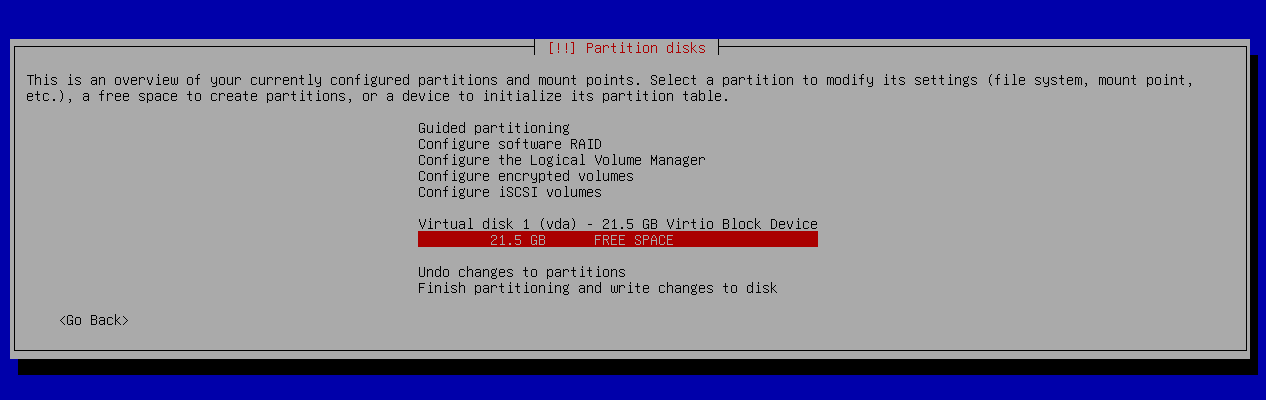 [!!] Partition disks
This is an overview of your currently configured partitions and mount points. Select a partition to modify its settings (file system, mount point,
etc.), a free space to create partitions, or a device to initialize its partition table.
Guided partitioning
Configure software RAID
Configure the Logical Volume Manager
Configure encrypted volumes
Configure iSCSI volumes
Virtual disk 1 (vda) - 21.5 GB Virtio Block Device
21.5 GB FREE SPACE
Undo changes to partitions
Finish partitioning and write changes to disk
<Go Back>